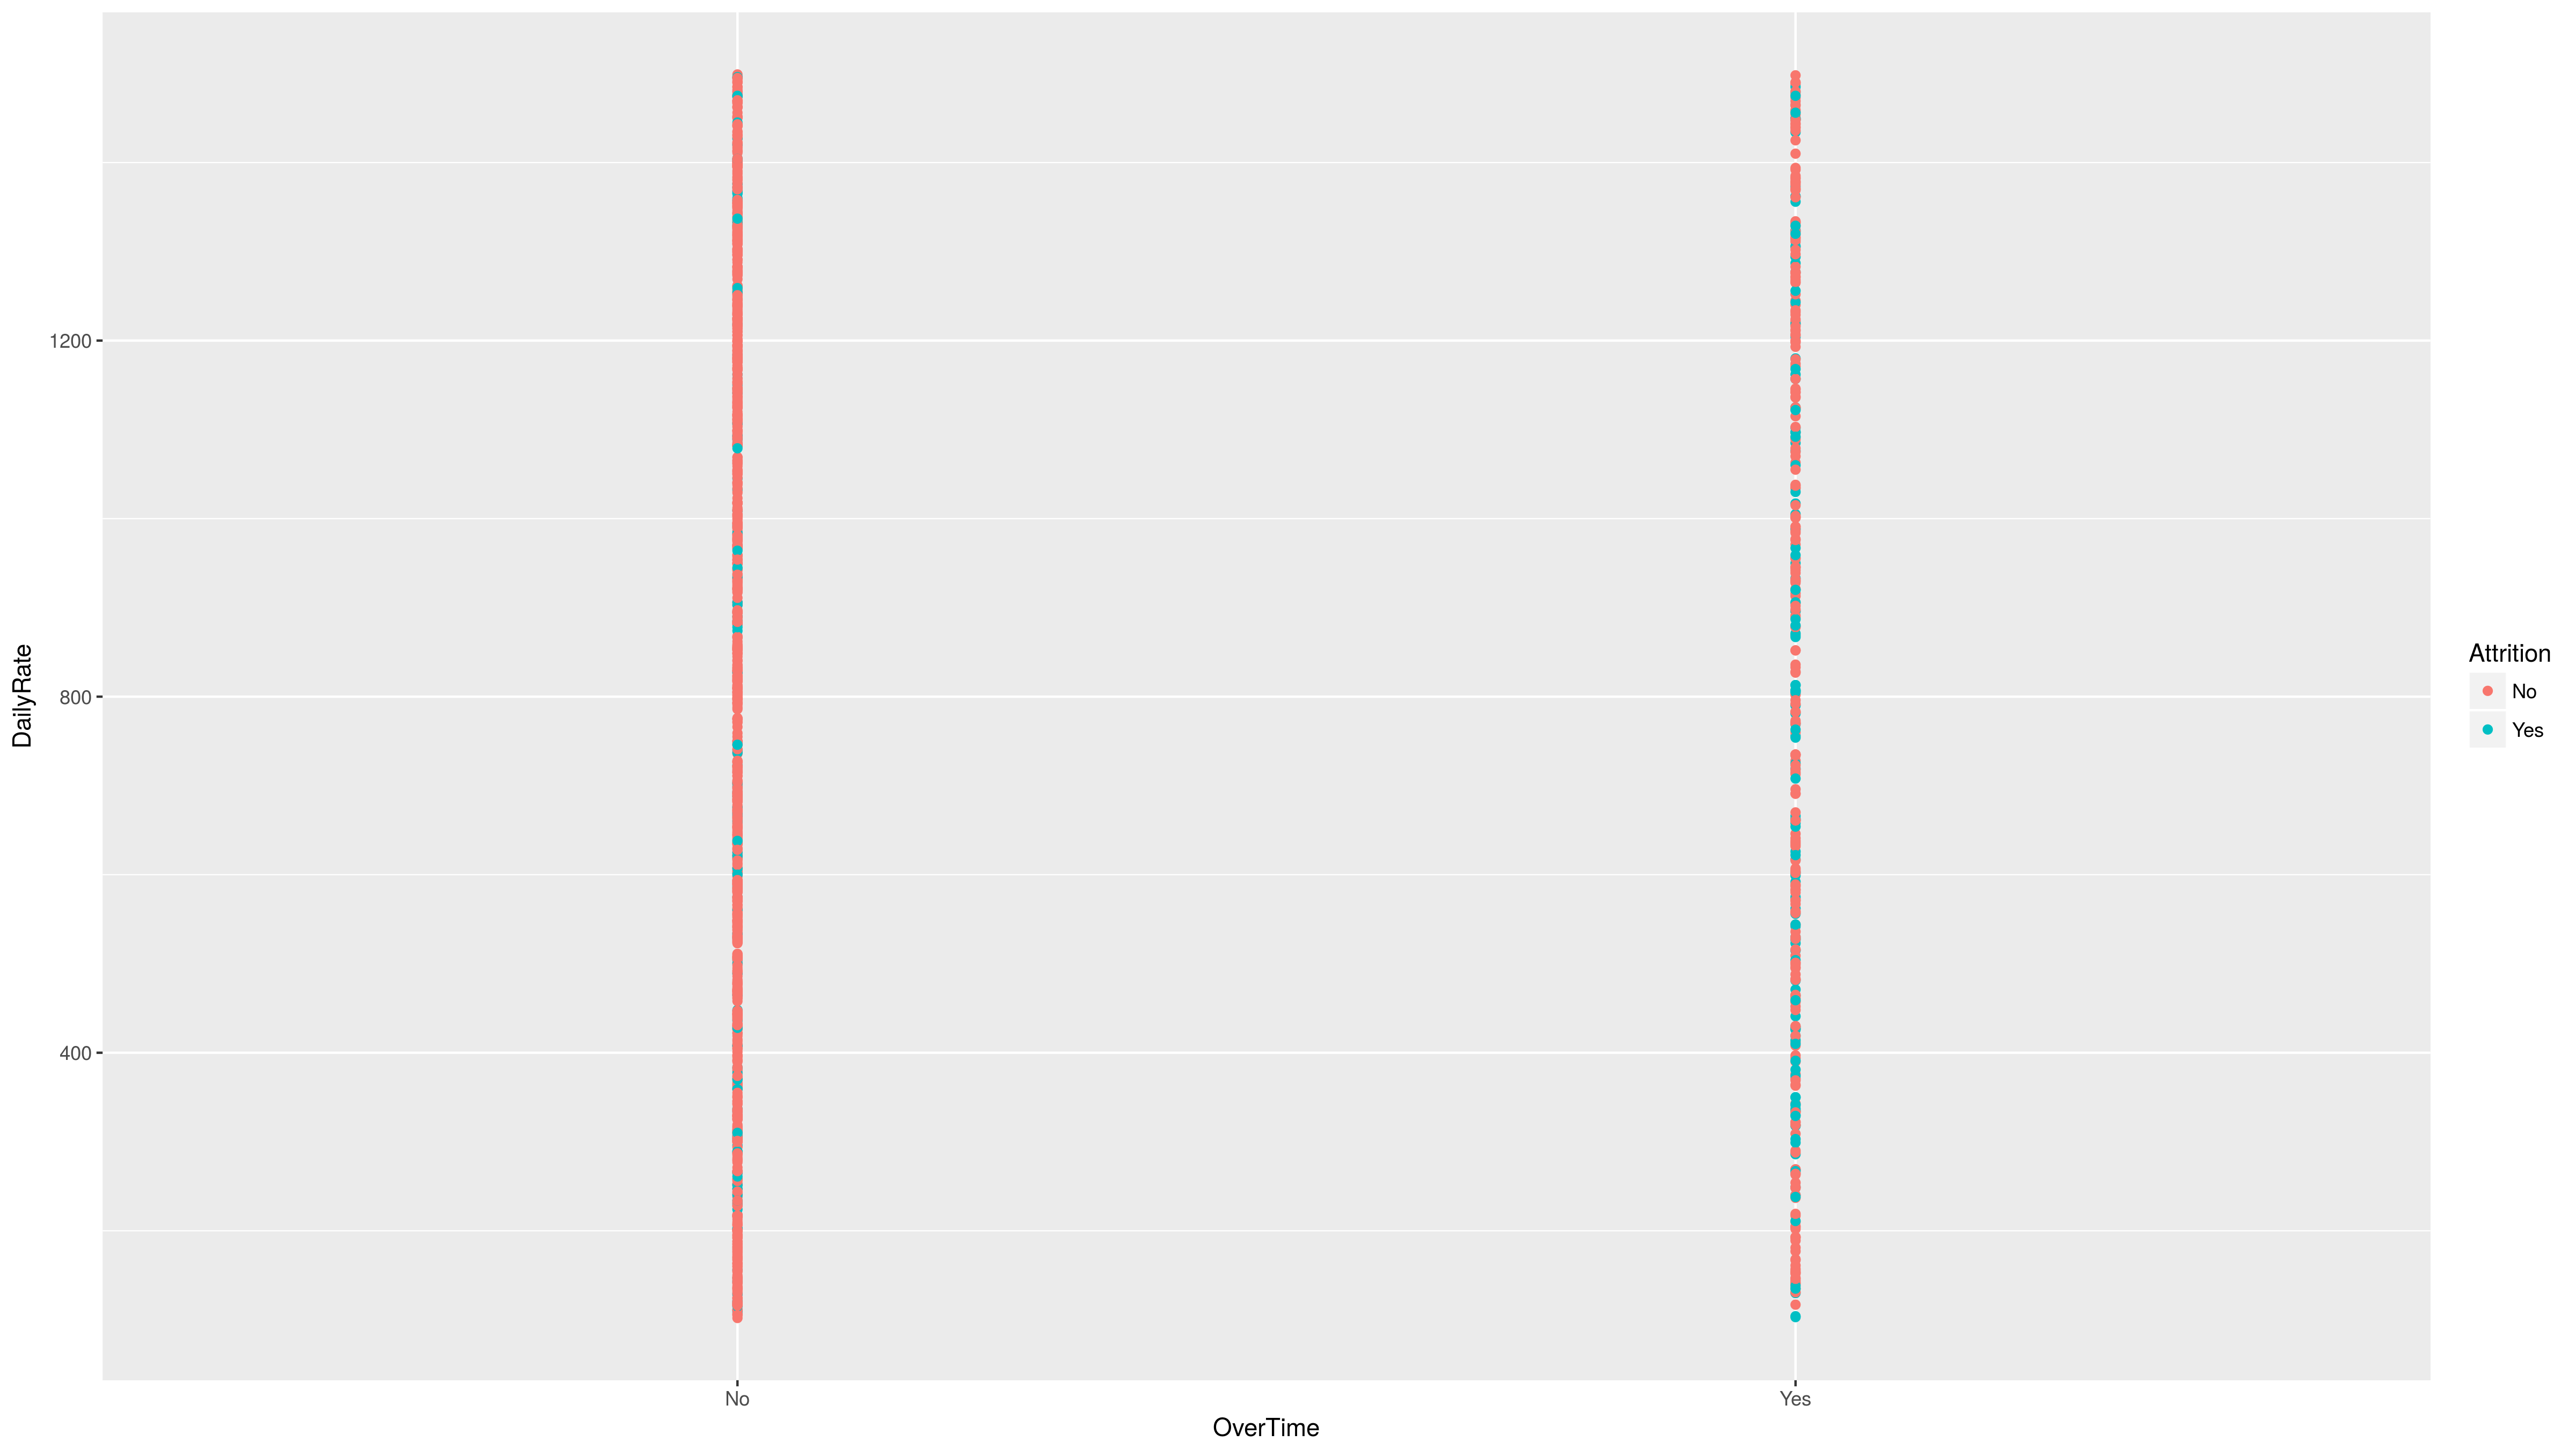 DailyRate
1200
800
400
No
Yes
OverTime
Attrition
No
Yes